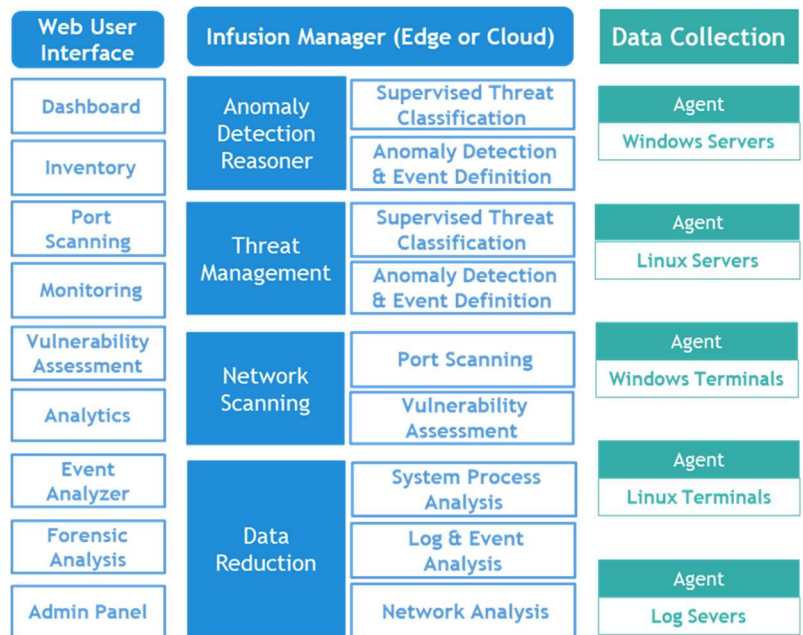 Web User
Interface
Dashboard
Inventory
Port
Scanning
Monitoring
Vulnerability
Assessment
Analytics
Event
Analyzer
Forensic
Analysis
Admin Panel
Infusion Manager (Edge or Cloud)
Anomaly
Detection
Reasoner
Supervised Threat
Classification
Anomaly Detection
& Event Definition
Threat
Management
Supervised Threat
Classification
Anomaly Detection
& Event Definition
Network
Scanning
Port Scanning
Vulnerability
Assessment
Data
Reduction
System Process
Analysis
Log & Event
Analysis
Network Analysis
Data Collection
Agent
Windows Servers
Agent
Linux Servers
Agent
Windows Terminals
Agent
Linux Terminals
Agent
Log Severs